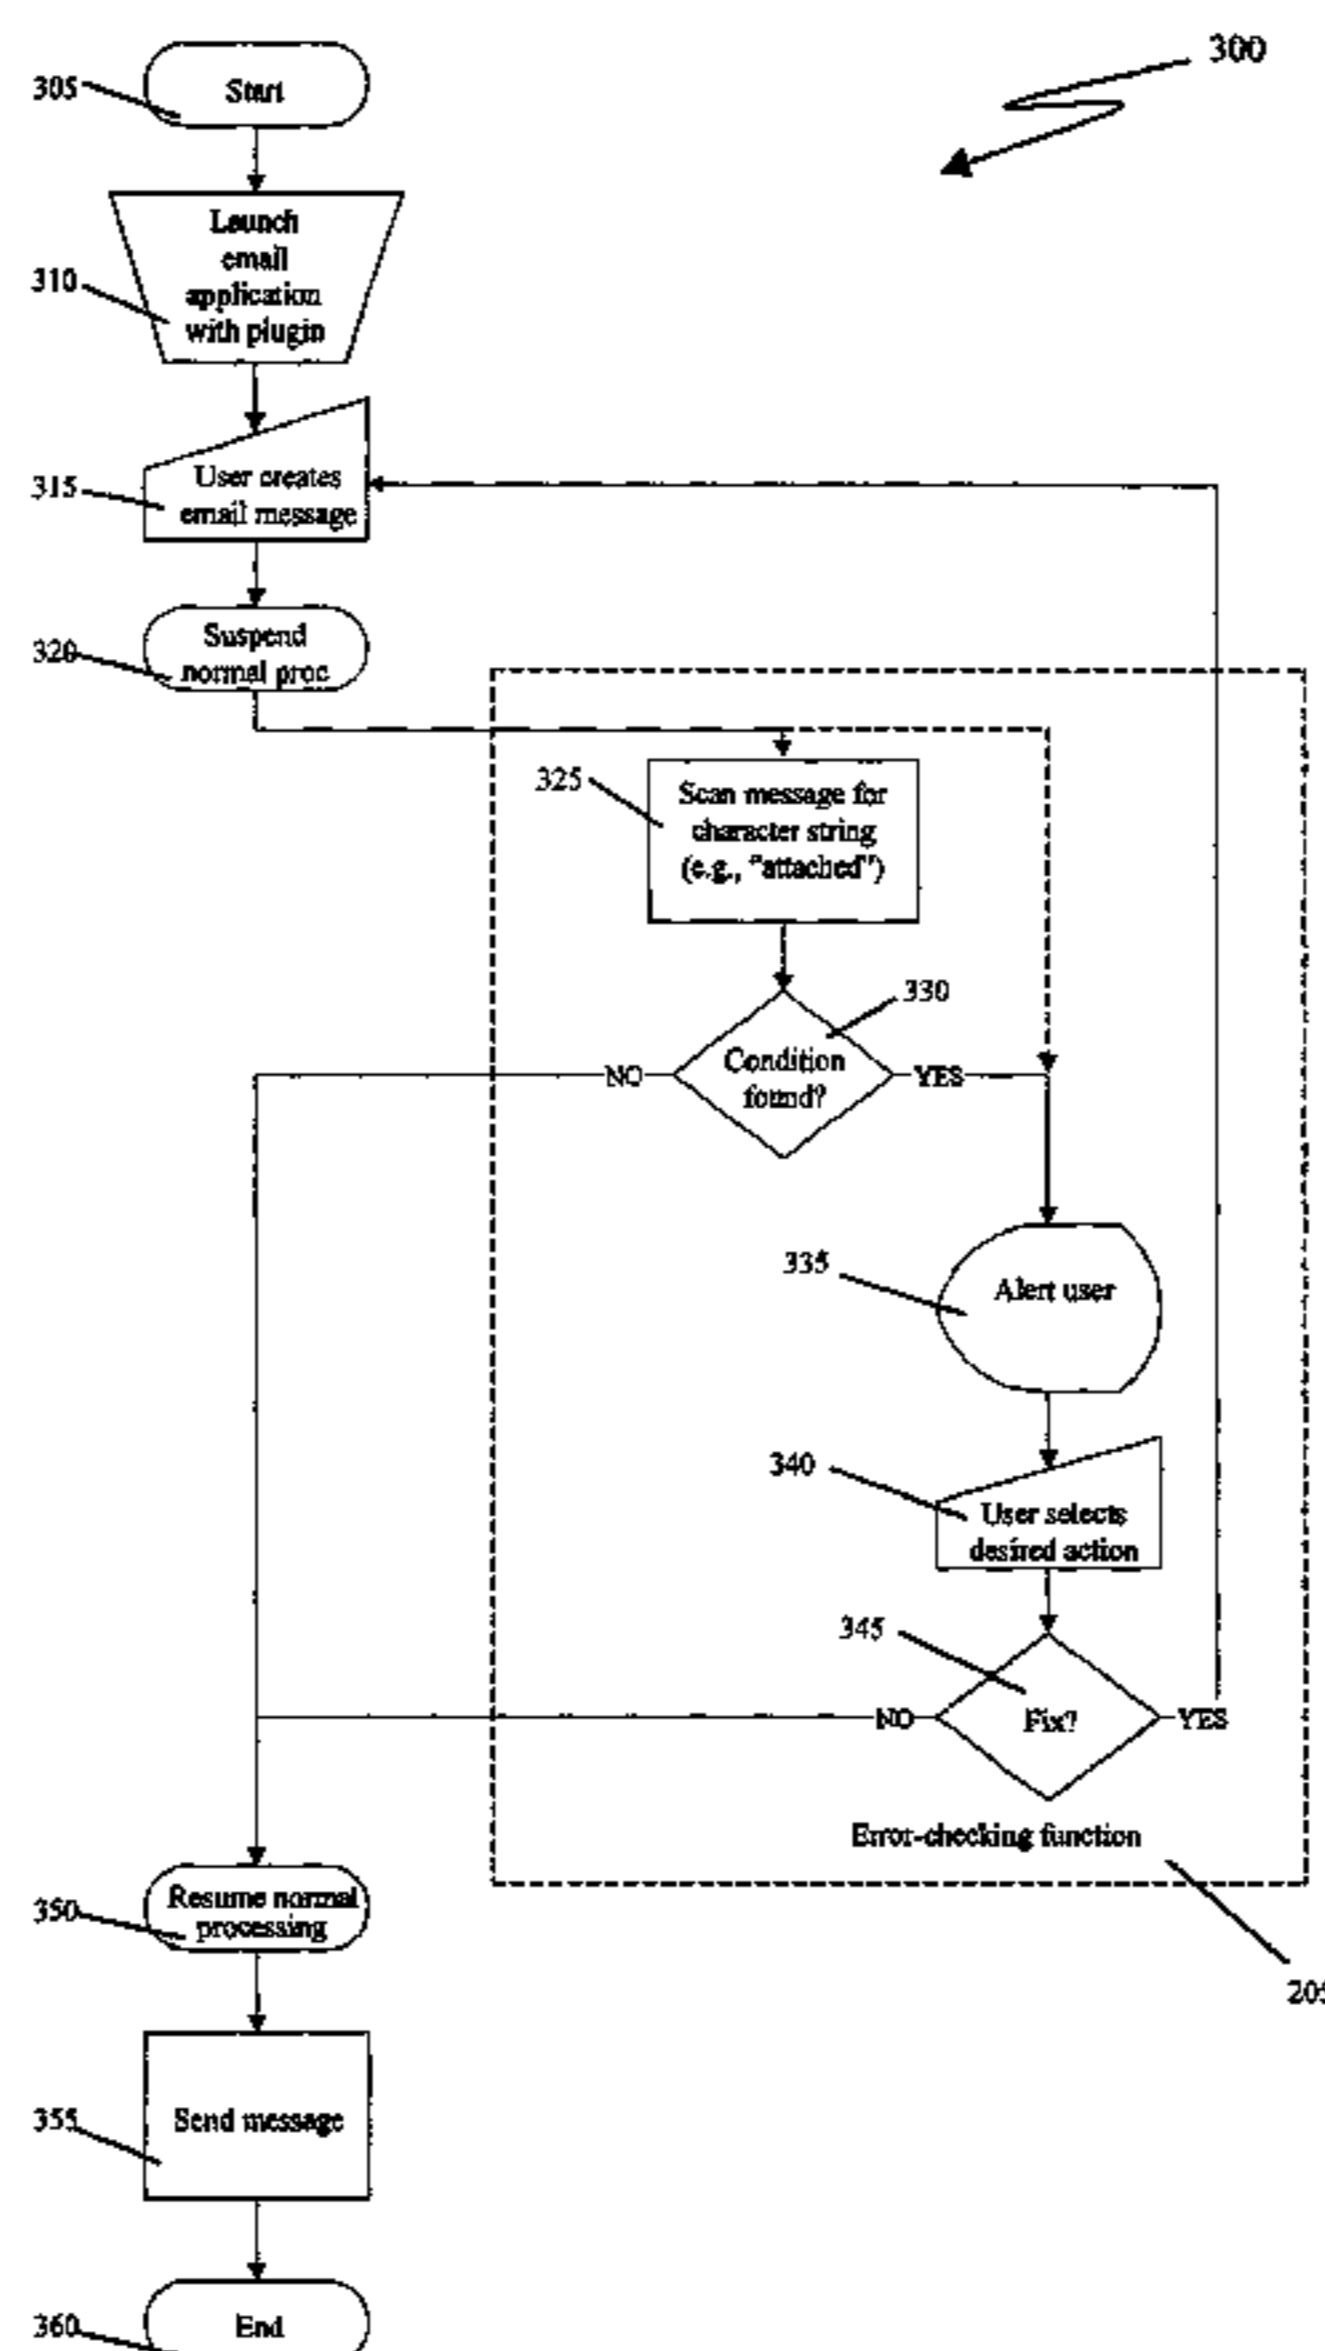 300
305
Start
310
Launch
email
application
with plugin
315
User creates
email message
320
Suspend
normal proc
325
Scan message for
character string
(e.g., "attached")
330
Condition
found?
NO
YES
335
Alert user
340
User selects
desired action
345
Fix?
NO
YES
Error-checking function
205
350
Resume normal
processing
355
Send message
360
End